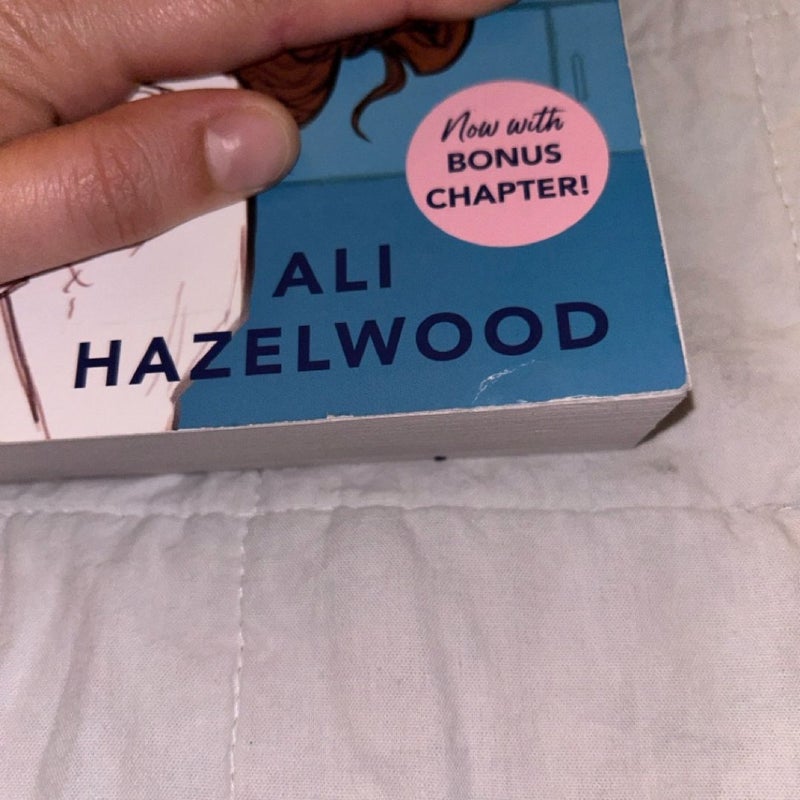 Now with
BONUS
CHAPTER!
ALI
HAZELWOOD